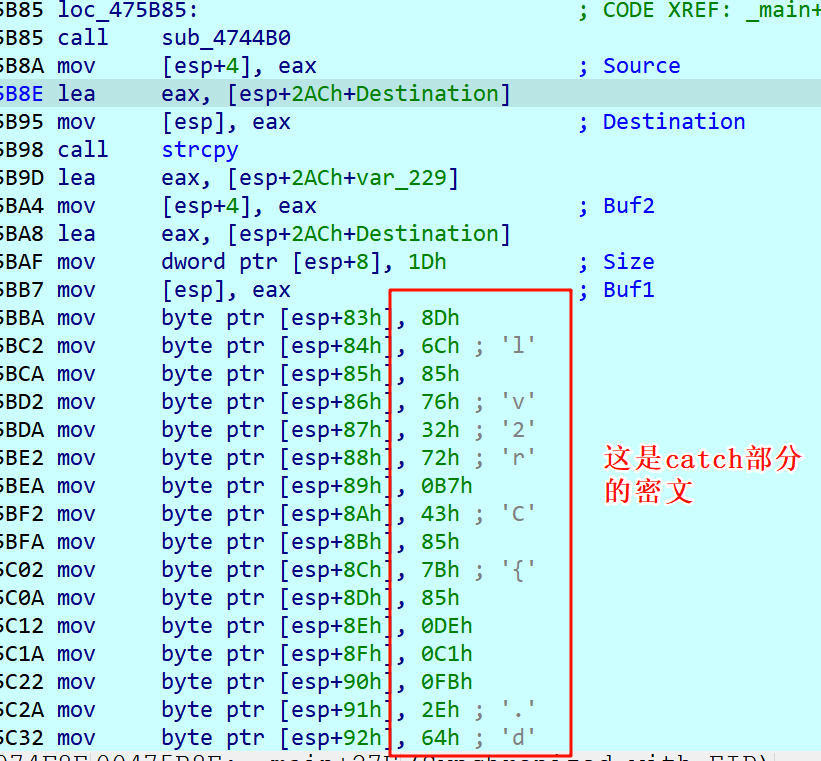 5B85 loc_475B85: ; CODE XREF: _main+
5B85 call sub_4744B0
5B8A mov [esp+4], eax ; Source
5B8E lea eax, [esp+2ACh+Destination]
5B95 mov [esp], eax ; Destination
5B98 call strcpy
5B9D lea eax, [esp+2ACh+var_229]
5BA4 mov [esp+4], eax ; Buf2
5BA8 lea eax, [esp+2ACh+Destination]
5BAF mov dword ptr [esp+8], 1Dh ; Size
5BB7 mov [esp], eax ; Buf1
5BBA mov byte ptr [esp+83h], 8Dh
5BC2 mov byte ptr [esp+84h], 6Ch ; 'l'
5BCA mov byte ptr [esp+85h], 85h
5BD2 mov byte ptr [esp+86h], 76h ; 'v'
5BDA mov byte ptr [esp+87h], 32h ; '2'
5BE2 mov byte ptr [esp+88h], 72h ; 'r'
5BEA mov byte ptr [esp+89h], 0B7h
5BF2 mov byte ptr [esp+8Ah], 43h ; 'C'
5BFA mov byte ptr [esp+8Bh], 85h
5C02 mov byte ptr [esp+8Ch], 7Bh ; '{'
5C0A mov byte ptr [esp+8Dh], 85h
5C12 mov byte ptr [esp+8Eh], 0DEh
5C1A mov byte ptr [esp+8Fh], 0C1h
5C22 mov byte ptr [esp+90h], 0FBh
5C2A mov byte ptr [esp+91h], 2Eh ; '.'
5C32 mov byte ptr [esp+92h], 64h ; 'd'
这是catch部分
的密文